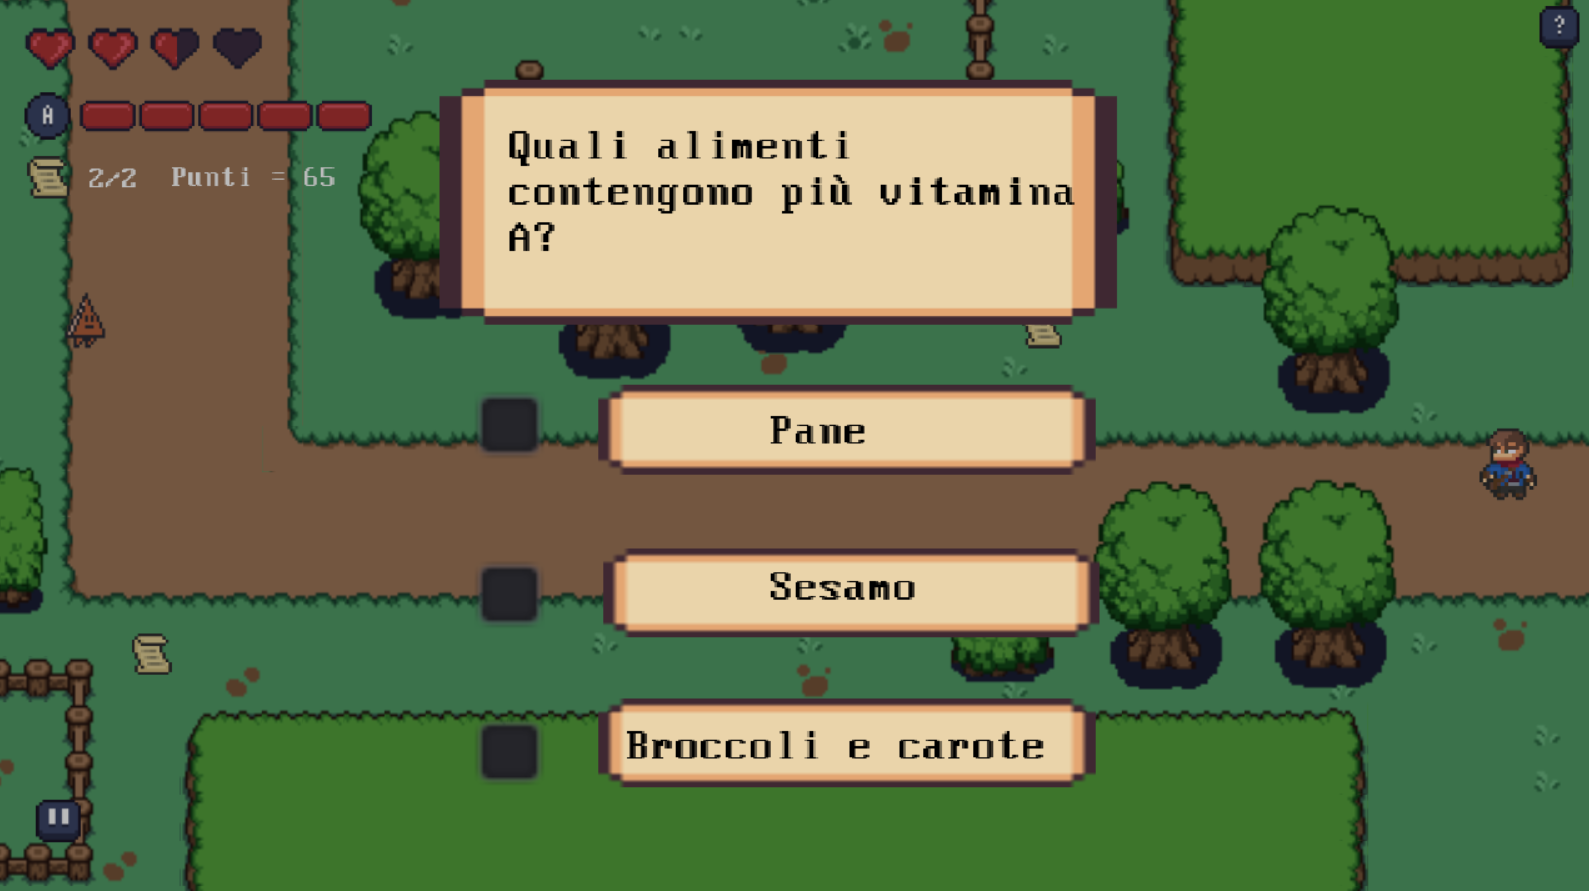 ?
A
2/2 Punti = 65
Quali alimenti
contengono più vitamina
A?
Pane
Sesamo
Broccoli e carote